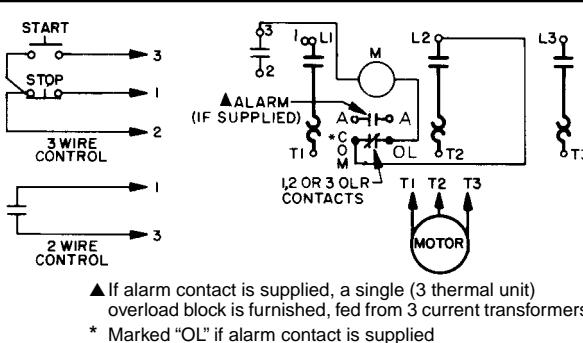 START
3
STOP
1
2
3 WIRE
CONTROL
1
3
2 WIRE
CONTROL
3
2
1 L1
M
L2
L3
▲ ALARM
(IF SUPPLIED)
A A
* COM
OL
T1
T2
T3
1,2 OR 3 OLR
CONTACTS
T1 T2 T3
MOTOR
▲ If alarm contact is supplied, a single (3 thermal unit)
overload block is furnished, fed from 3 current transformers
* Marked “OL” if alarm contact is supplied